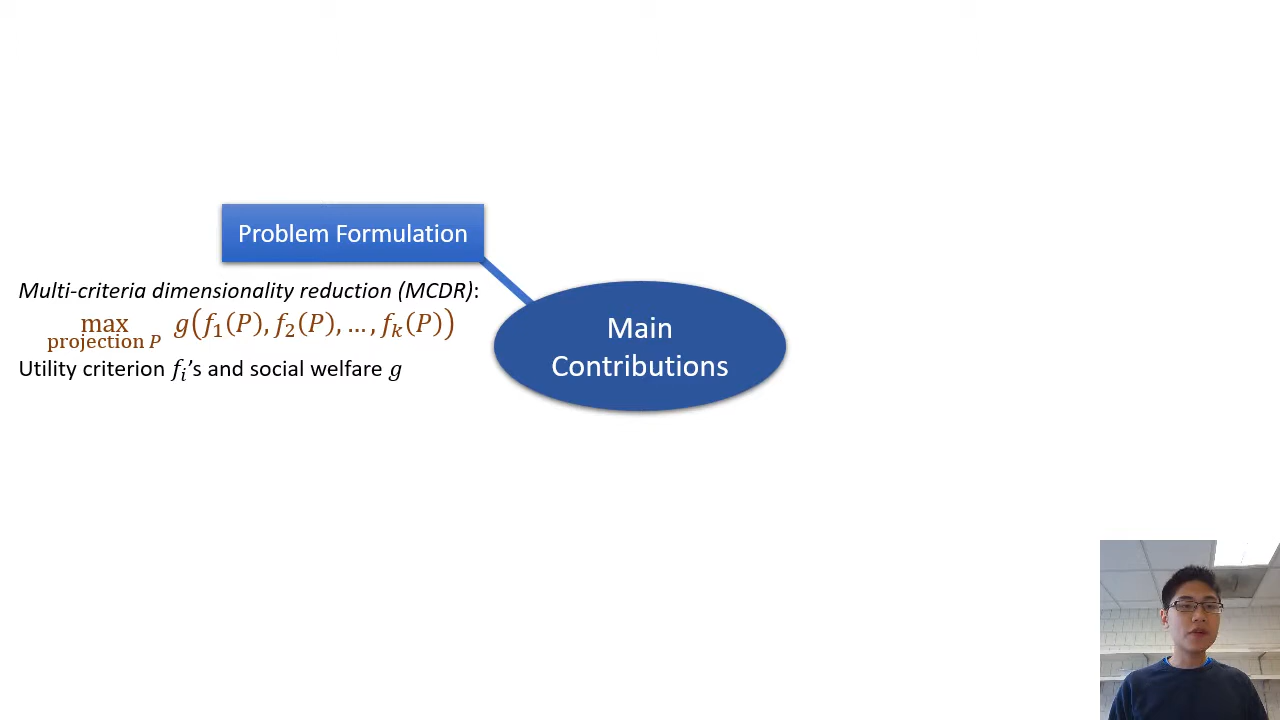 Problem Formulation
Multi-criteria dimensionality reduction (MCDR):
max g(f₁(P), f₂(P), … , fₖ(P))
projection P
Utility criterion fᵢ's and social welfare g
Main
Contributions